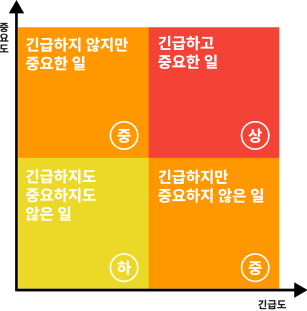 중요도
긴급하지 않지만
중요한 일
중
긴급하고
중요한 일
상
긴급하지도
중요하지도
않은 일
하
긴급하지만
중요하지 않은 일
중
긴급도